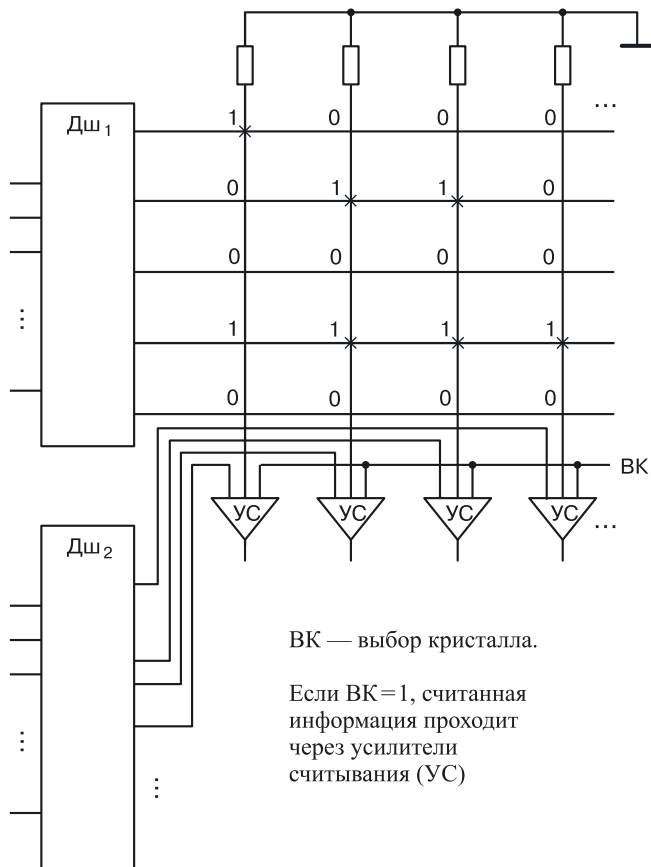 ...
Дш1
1 0 0 0
0 1 1 0
0 0 0 0
...
1 1 1 1
0 0 0 0
ВК
УС УС УС УС ...
Дш2
ВК — выбор кристалла.
Если ВК=1, считанная
информация проходит
через усилители
считывания (УС)
...
...